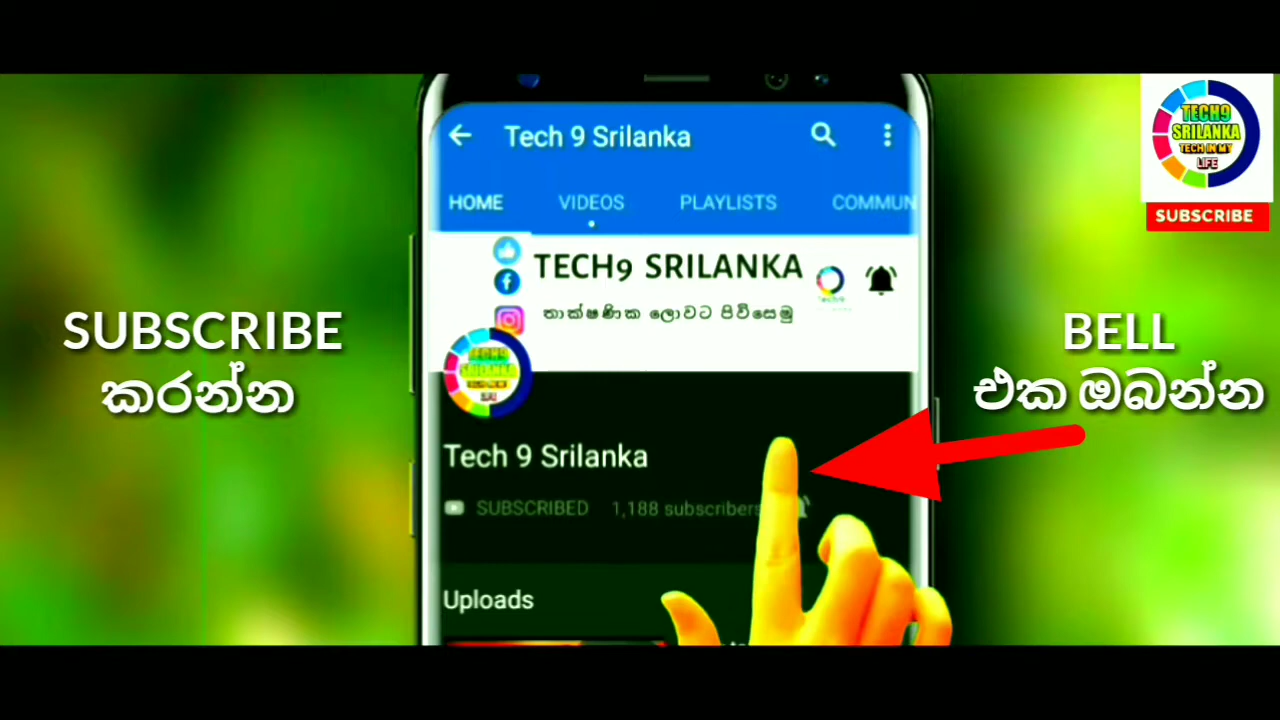 Tech 9 Srilanka
HOME VIDEOS PLAYLISTS COMMUN
TECH9 SRILANKA
තාක්ෂණික ලොවට පිවිසෙමු
TECH9
SRILANKA
TECH IN MY
LIFE
SUBSCRIBE
SUBSCRIBE
කරන්න
BELL
එක ඔබන්න
Tech 9 Srilanka
SUBSCRIBED 1,188 subscribers
Uploads